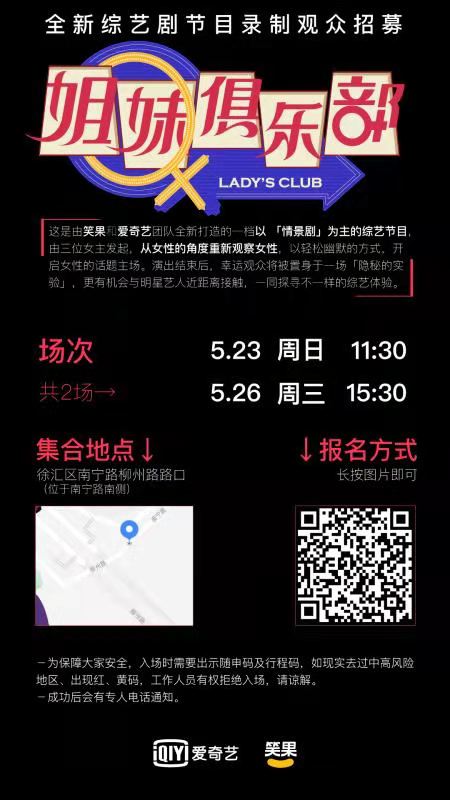 全新综艺剧节目录制观众招募
姐妹俱乐部
LADY'S CLUB
这是由笑果和爱奇艺团队全新打造的一档以「情景剧」为主的综艺节目，
由三位女主发起，从女性的角度重新观察女性，以轻松幽默的方式，开
启女性的话题主场。演出结束后，幸运观众将被置身于一场「隐秘的实
验」，更有机会与明星艺人近距离接触，一同探寻不一样的综艺体验。
场次 5.23 周日 11:30
共2场→ 5.26 周三 15:30
集合地点↓ ↓报名方式
徐汇区南宁路柳州路路口 长按图片即可
（位于南宁路南侧）
－为保障大家安全，入场时需要出示随申码及行程码，如现实去过中高风险
地区、出现红、黄码，工作人员有权拒绝入场，请谅解。
－成功后会有专人电话通知。
iQIYI 爱奇艺 笑果